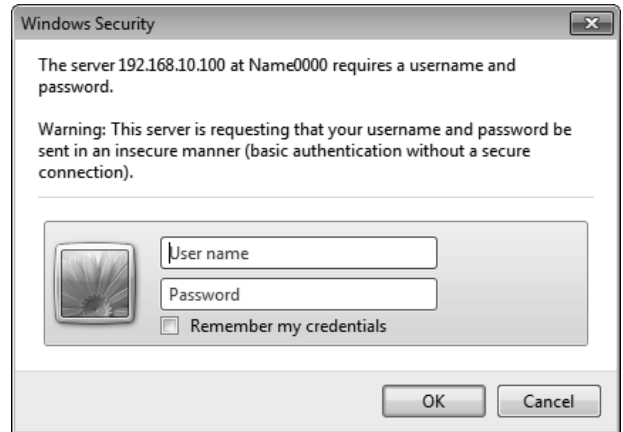 Windows Security
The server 192.168.10.100 at Name0000 requires a username and
password.
Warning: This server is requesting that your username and password be
sent in an insecure manner (basic authentication without a secure
connection).
User name
Password
Remember my credentials
OK
Cancel